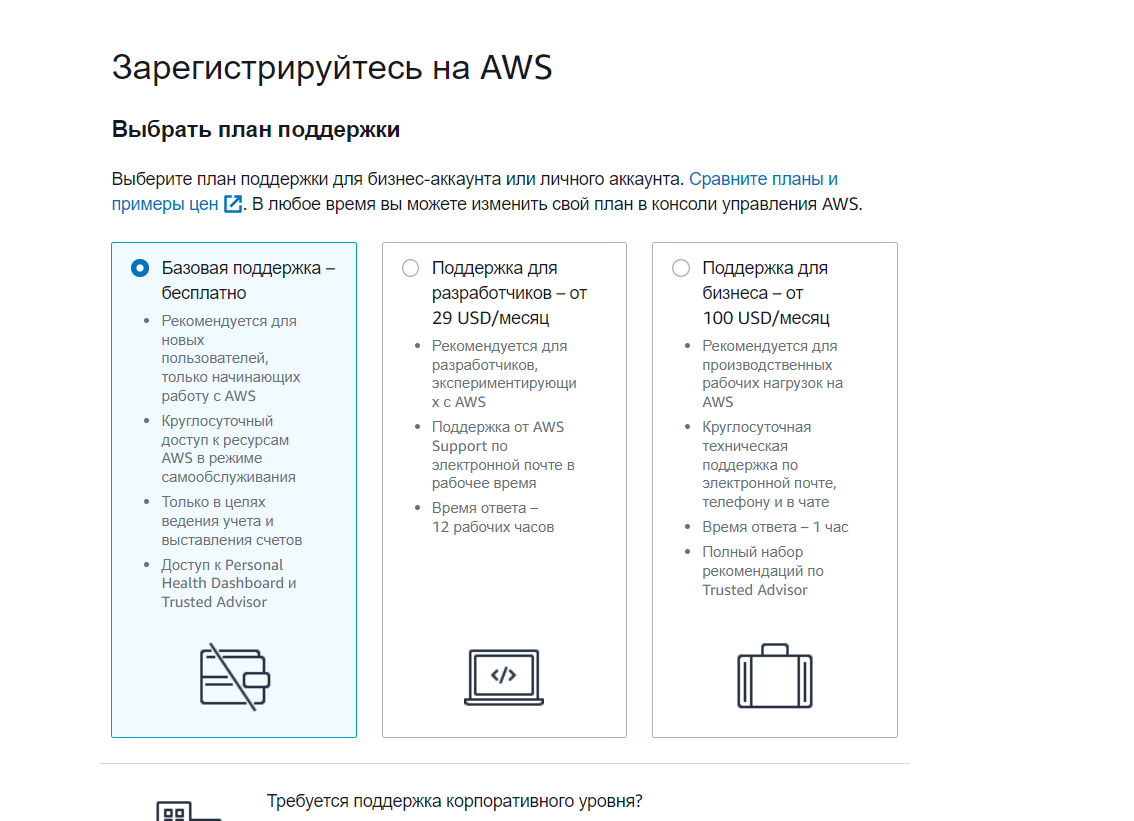 Зарегистрируйтесь на AWS
Выбрать план поддержки
Выберите план поддержки для бизнес-аккаунта или личного аккаунта. Сравните планы и
примеры цен. В любое время вы можете изменить свой план в консоли управления AWS.
Базовая поддержка –
бесплатно
Рекомендуется для
новых
пользователей,
только начинающих
работу с AWS
Круглосуточный
доступ к ресурсам
AWS в режиме
самообслуживания
Только в целях
ведения учета и
выставления счетов
Доступ к Personal
Health Dashboard и
Trusted Advisor
Поддержка для
разработчиков – от
29 USD/месяц
Рекомендуется для
разработчиков,
экспериментирующи
х с AWS
Поддержка от AWS
Support по
электронной почте в
рабочее время
Время ответа –
12 рабочих часов
</>
Поддержка для
бизнеса – от
100 USD/месяц
Рекомендуется для
производственных
рабочих нагрузок на
AWS
Круглосуточная
техническая
поддержка по
электронной почте,
телефону и в чате
Время ответа – 1 час
Полный набор
рекомендаций по
Trusted Advisor
Требуется поддержка корпоративного уровня?